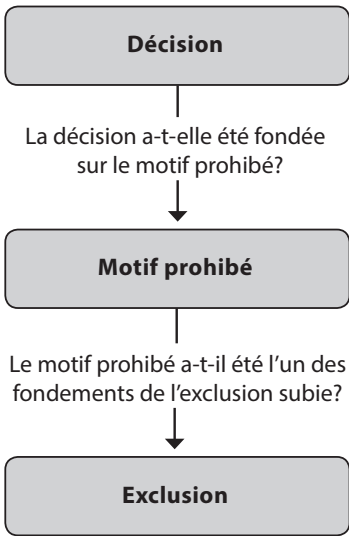 Décision
La décision a-t-elle été fondée
sur le motif prohibé?
Motif prohibé
Le motif prohibé a-t-il été l’un des
fondements de l’exclusion subie?
Exclusion